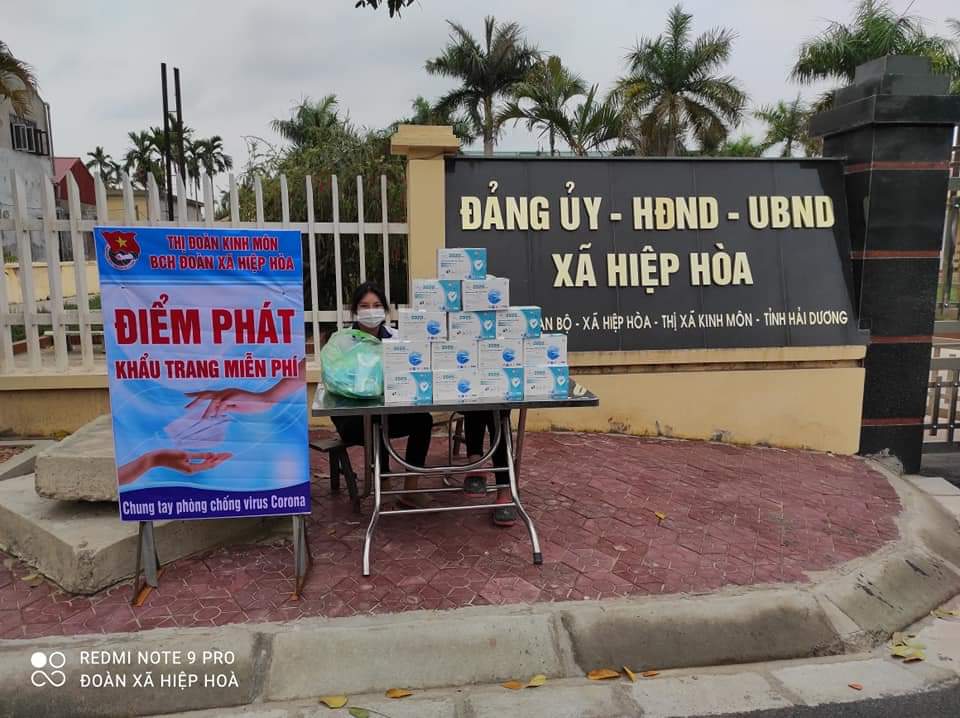 THỊ ĐOÀN KINH MÔN
BCH ĐOÀN XÃ HIỆP HÒA
ĐIỂM PHÁT
KHẨU TRANG MIỄN PHÍ
Chung tay phòng chống virus Corona
ĐẢNG ỦY - HĐND - UBND
XÃ HIỆP HÒA
BỘ - XÃ HIỆP HÒA - THỊ XÃ KINH MÔN - TỈNH HẢI DƯƠNG
REDMI NOTE 9 PRO
ĐOÀN XÃ HIỆP HOÀ